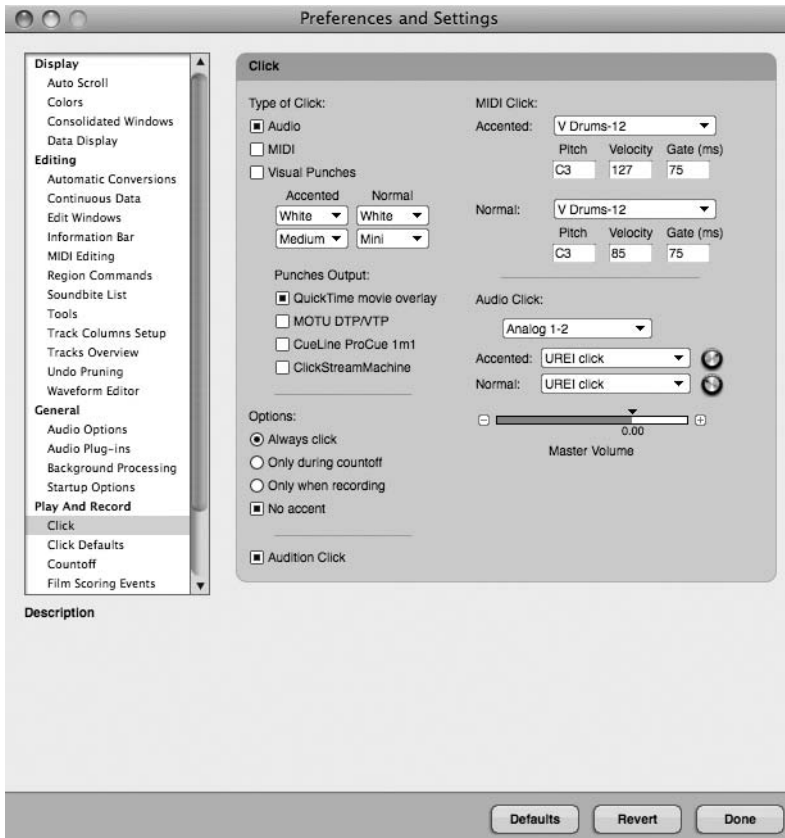 Preferences and Settings
Display
Auto Scroll
Colors
Consolidated Windows
Data Display
Editing
Automatic Conversions
Continuous Data
Edit Windows
Information Bar
MIDI Editing
Region Commands
Soundbite List
Tools
Track Columns Setup
Tracks Overview
Undo Pruning
Waveform Editor
General
Audio Options
Audio Plug-ins
Background Processing
Startup Options
Play And Record
Click
Click Defaults
Countoff
Film Scoring Events
Description
Click
Type of Click:
Audio
MIDI
Visual Punches
Accented Normal
White White
Medium Mini
Punches Output:
QuickTime movie overlay
MOTU DTP/VTP
CueLine ProCue 1m1
ClickStreamMachine
Options:
Always click
Only during countoff
Only when recording
No accent
Audition Click
MIDI Click:
Accented: V Drums-12
Pitch Velocity Gate (ms)
C3 127 75
Normal: V Drums-12
Pitch Velocity Gate (ms)
C3 85 75
Audio Click:
Analog 1-2
Accented: UREI click
Normal: UREI click
0.00
Master Volume
Defaults Revert Done